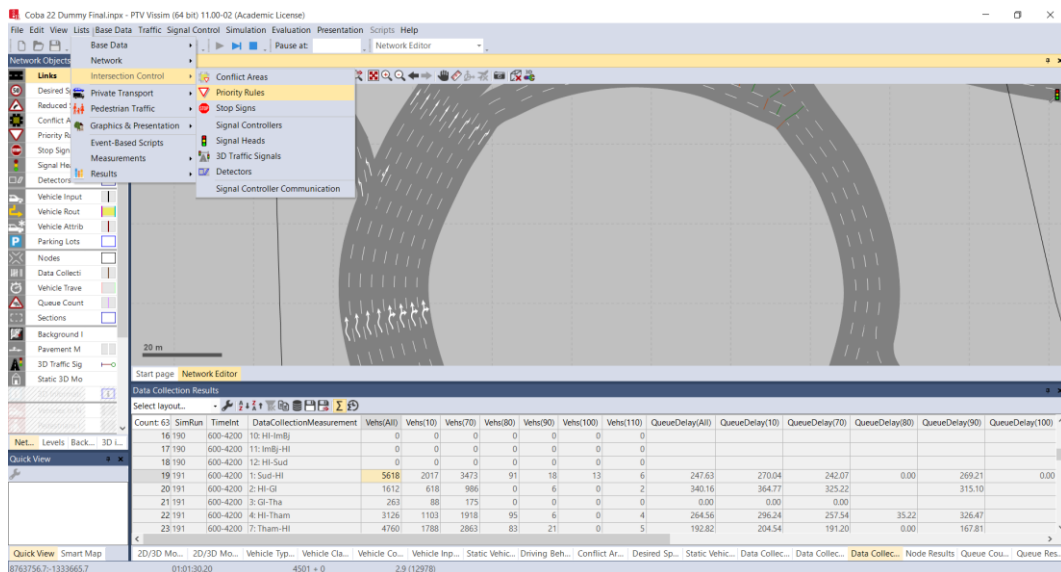 Coba 22 Dummy Final.inpx - PTV Vissim (64 bit) 11.00-02 (Academic License)
File Edit View Lists Base Data Traffic Signal Control Simulation Evaluation Presentation Scripts Help
Base Data
Pause at:
Network Editor
Network Objects
Network
Links
Intersection Control
Conflict Areas
Desired S
Private Transport
Priority Rules
Reduced
Pedestrian Traffic
Stop Signs
Conflict A
Graphics & Presentation
Signal Controllers
Priority Ru
Event-Based Scripts
Signal Heads
Stop Sign
Measurements
3D Traffic Signals
Signal Hea
Results
Detectors
Detectors
Signal Controller Communication
Vehicle Input
Vehicle Rout
Vehicle Attrib
Parking Lots
Nodes
Data Collecti
Vehicle Trave
Queue Count
Sections
Background I
Pavement M
20 m
3D Traffic Sig
Start page Network Editor
Static 3D Mo
Data Collection Results
Select layout...
Count: 63 SimRun TimeInt DataCollectionMeasurement Vehs(All) Vehs(10) Vehs(70) Vehs(80) Vehs(90) Vehs(100) Vehs(110) QueueDelay(All) QueueDelay(10) QueueDelay(70) QueueDelay(80) QueueDelay(90) QueueDelay(100)
16 190 600-4200 10: HI-ImBj 0 0 0 0 0 0 0
17 190 600-4200 11: ImBj-HI 0 0 0 0 0 0 0
18 190 600-4200 12: HI-Sud 0 0 0 0 0 0 0
19 191 600-4200 1: Sud-HI 5618 2017 3473 91 18 13 6 247.63 270.04 242.07 0.00 269.21 0.00
20 191 600-4200 2: HI-GI 1612 618 986 0 6 0 2 340.16 364.77 325.22 315.10
21 191 600-4200 3: GI-Tha 263 88 175 0 0 0 0 0.00 0.00 0.00
22 191 600-4200 4: HI-Tham 3126 1103 1918 95 6 0 4 264.56 296.24 257.54 35.22 326.47
23 191 600-4200 7: Tham-HI 4760 1788 2863 83 21 0 5 192.82 204.54 191.20 0.00 167.81
Net... Levels Back... 3D i...
Quick View
Quick View Smart Map
2D/3D Mo... 2D/3D Mo... Vehicle Typ... Vehicle Cla... Vehicle Co... Vehicle Inp... Static Vehic... Driving Beh... Conflict Ar... Desired Sp... Static Vehic... Data Collec... Data Collec... Data Collec... Node Results Queue Cou... Queue Res...
8763756.7:-1333665.7 01:01:30.20 4501 + 0 2.9 (12978)